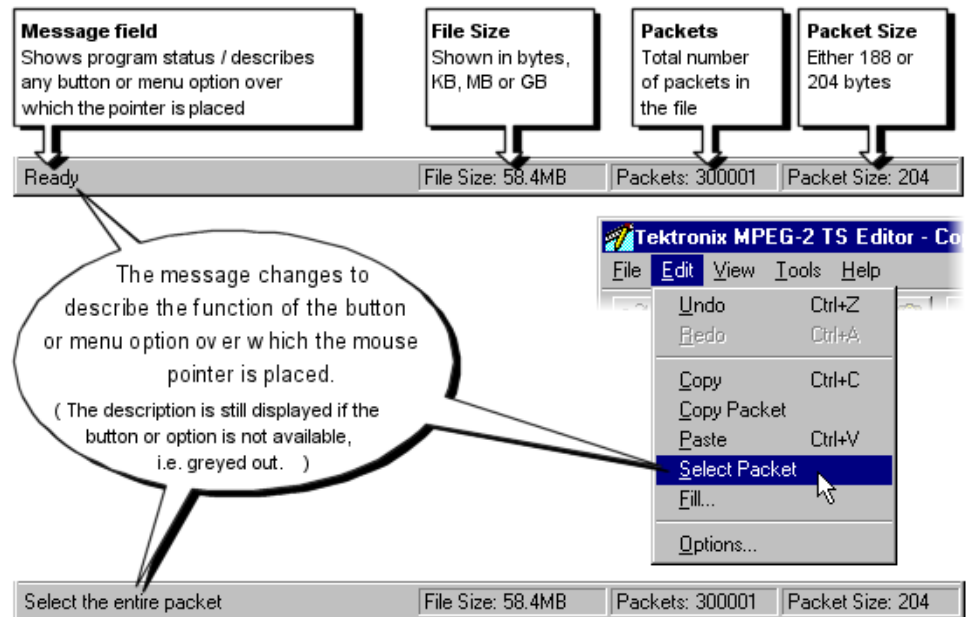 Message field
Shows program status / describes
any button or menu option over
which the pointer is placed
File Size
Shown in bytes,
KB, MB or GB
Packets
Total number
of packets in
the file
Packet Size
Either 188 or
204 bytes
Ready
File Size: 58.4MB
Packets: 300001
Packet Size: 204
The message changes to
describe the function of the button
or menu option over which the mouse
pointer is placed.
( The description is still displayed if the
button or option is not available,
i.e. greyed out. )
Tektronix MPEG-2 TS Editor - Co
File Edit View Tools Help
Undo Ctrl+Z
Redo Ctrl+A
Copy Ctrl+C
Copy Packet
Paste Ctrl+V
Select Packet
Fill...
Options...
Select the entire packet
File Size: 58.4MB
Packets: 300001
Packet Size: 204